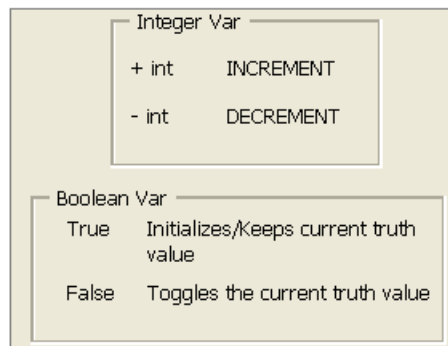 Integer Var
+ int INCREMENT
- int DECREMENT
Boolean Var
True Initializes/Keeps current truth
value
False Toggles the current truth value